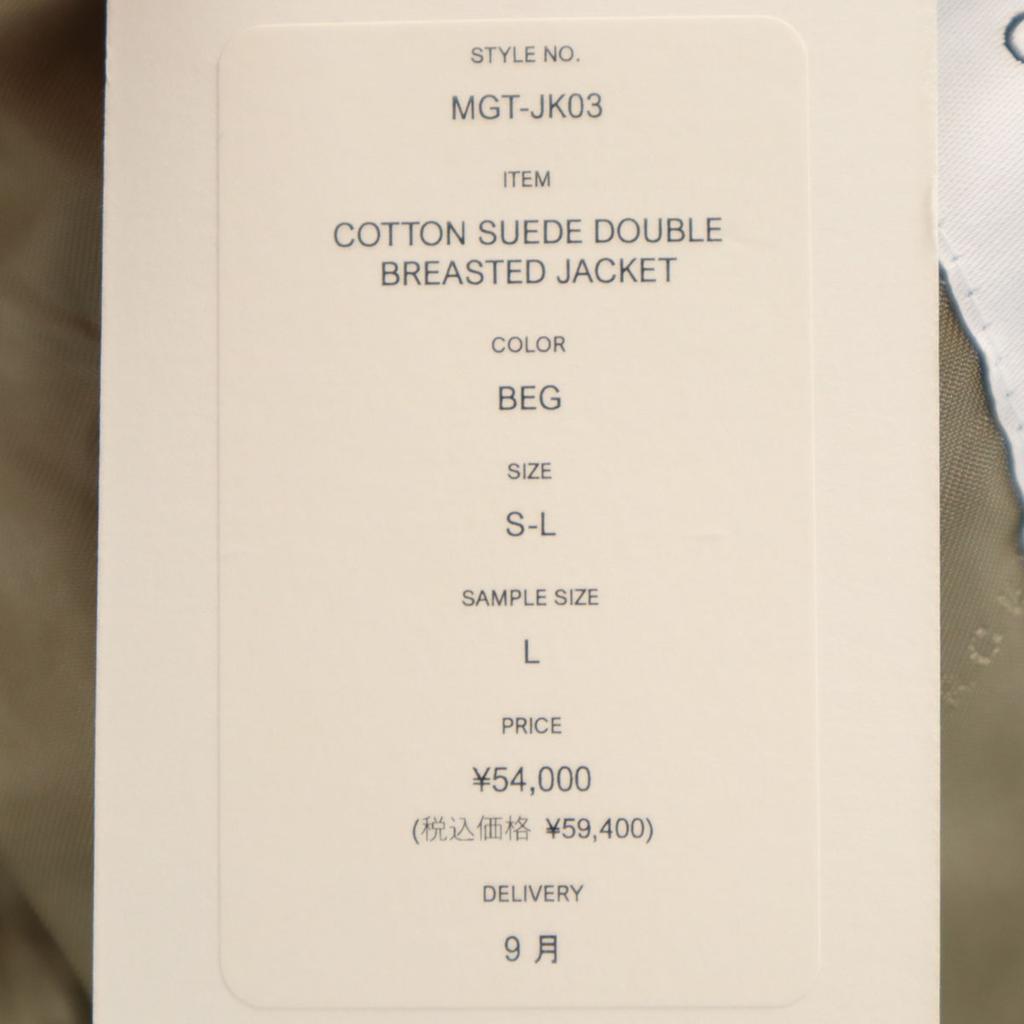 STYLE NO.
MGT-JK03
ITEM
COTTON SUEDE DOUBLE
BREASTED JACKET
COLOR
BEG
SIZE
S-L
SAMPLE SIZE
L
PRICE
¥54,000
(税込価格 ¥59,400)
DELIVERY
9 月